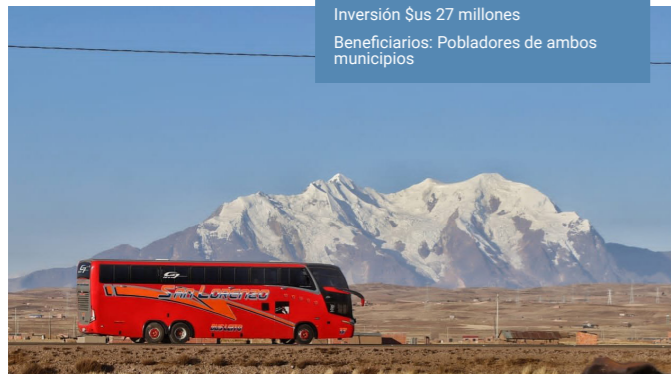 Inversión $us 27 millones
Beneficiarios: Pobladores de ambos
municipios
San Lorenzo